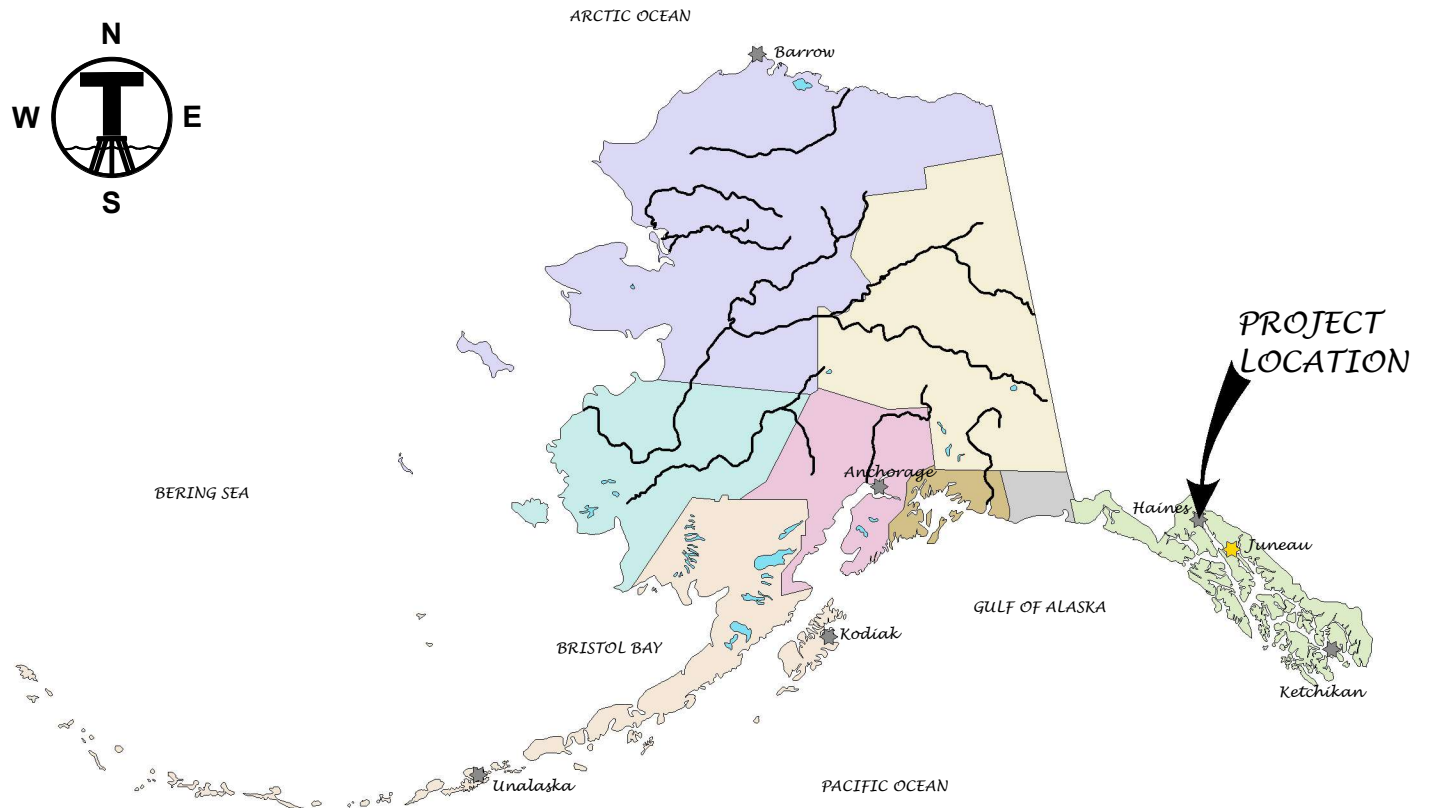 ARCTIC OCEAN
N
Barrow
W
T
E
S
PROJECT
LOCATION
Anchorage
BERING SEA
Haines
Juneau
GULF OF ALASKA
Kodiak
BRISTOL BAY
Ketchikan
Unalaska
PACIFIC OCEAN